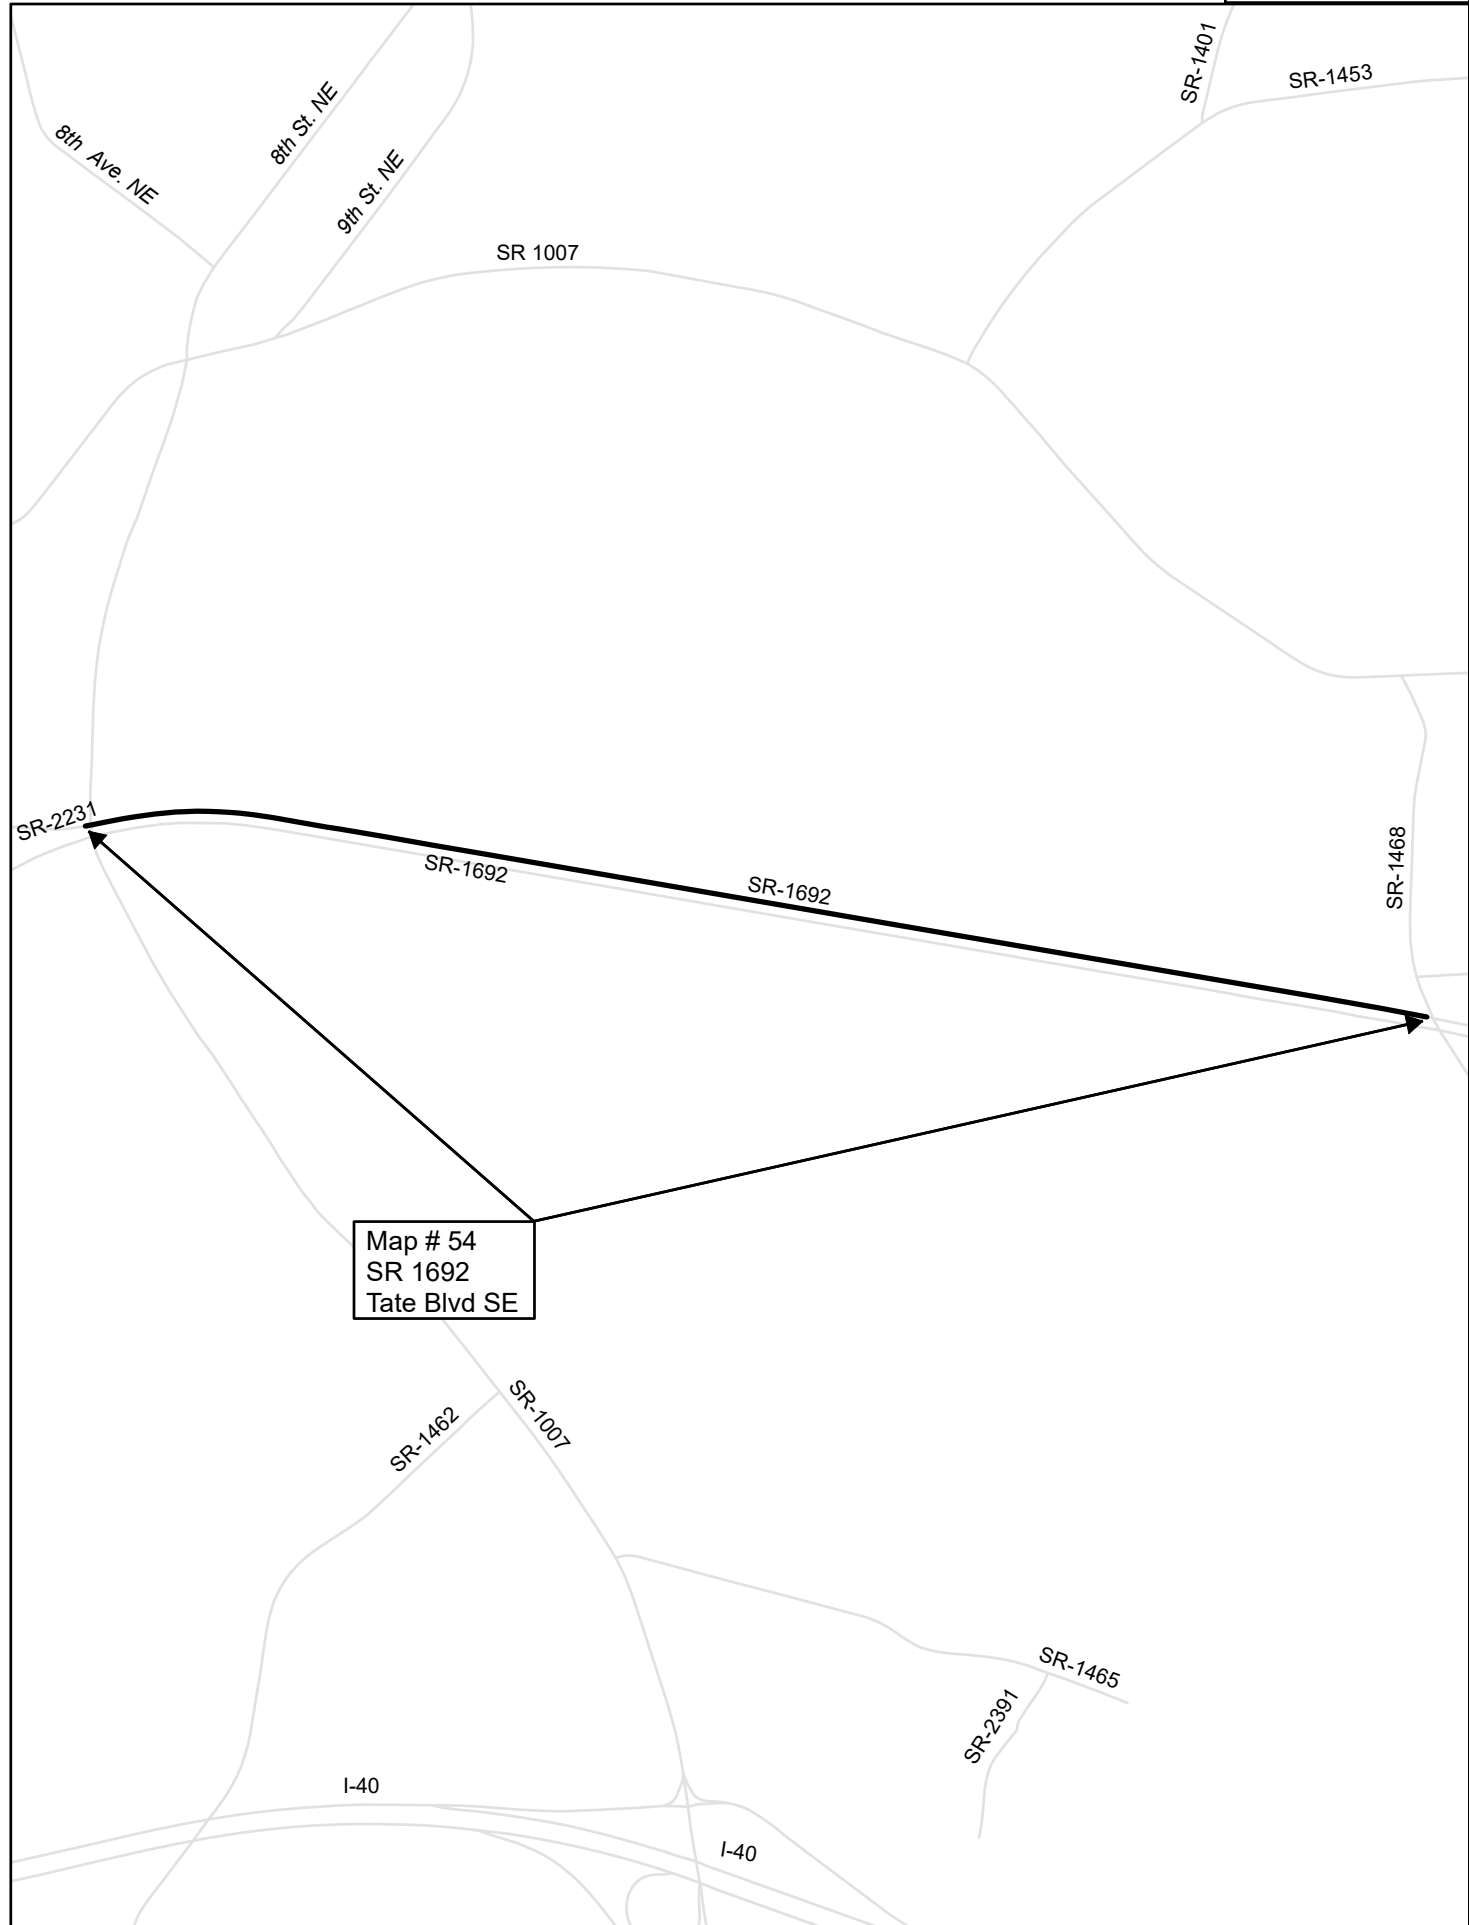 SR-1401
SR-1453
8th St. NE
8th Ave. NE
9th St. NE
SR 1007
SR-2231
SR-1692
SR-1692
SR-1468
Map # 54
SR 1692
Tate Blvd SE
SR-1007
SR-1462
SR-1465
SR-2391
I-40
I-40